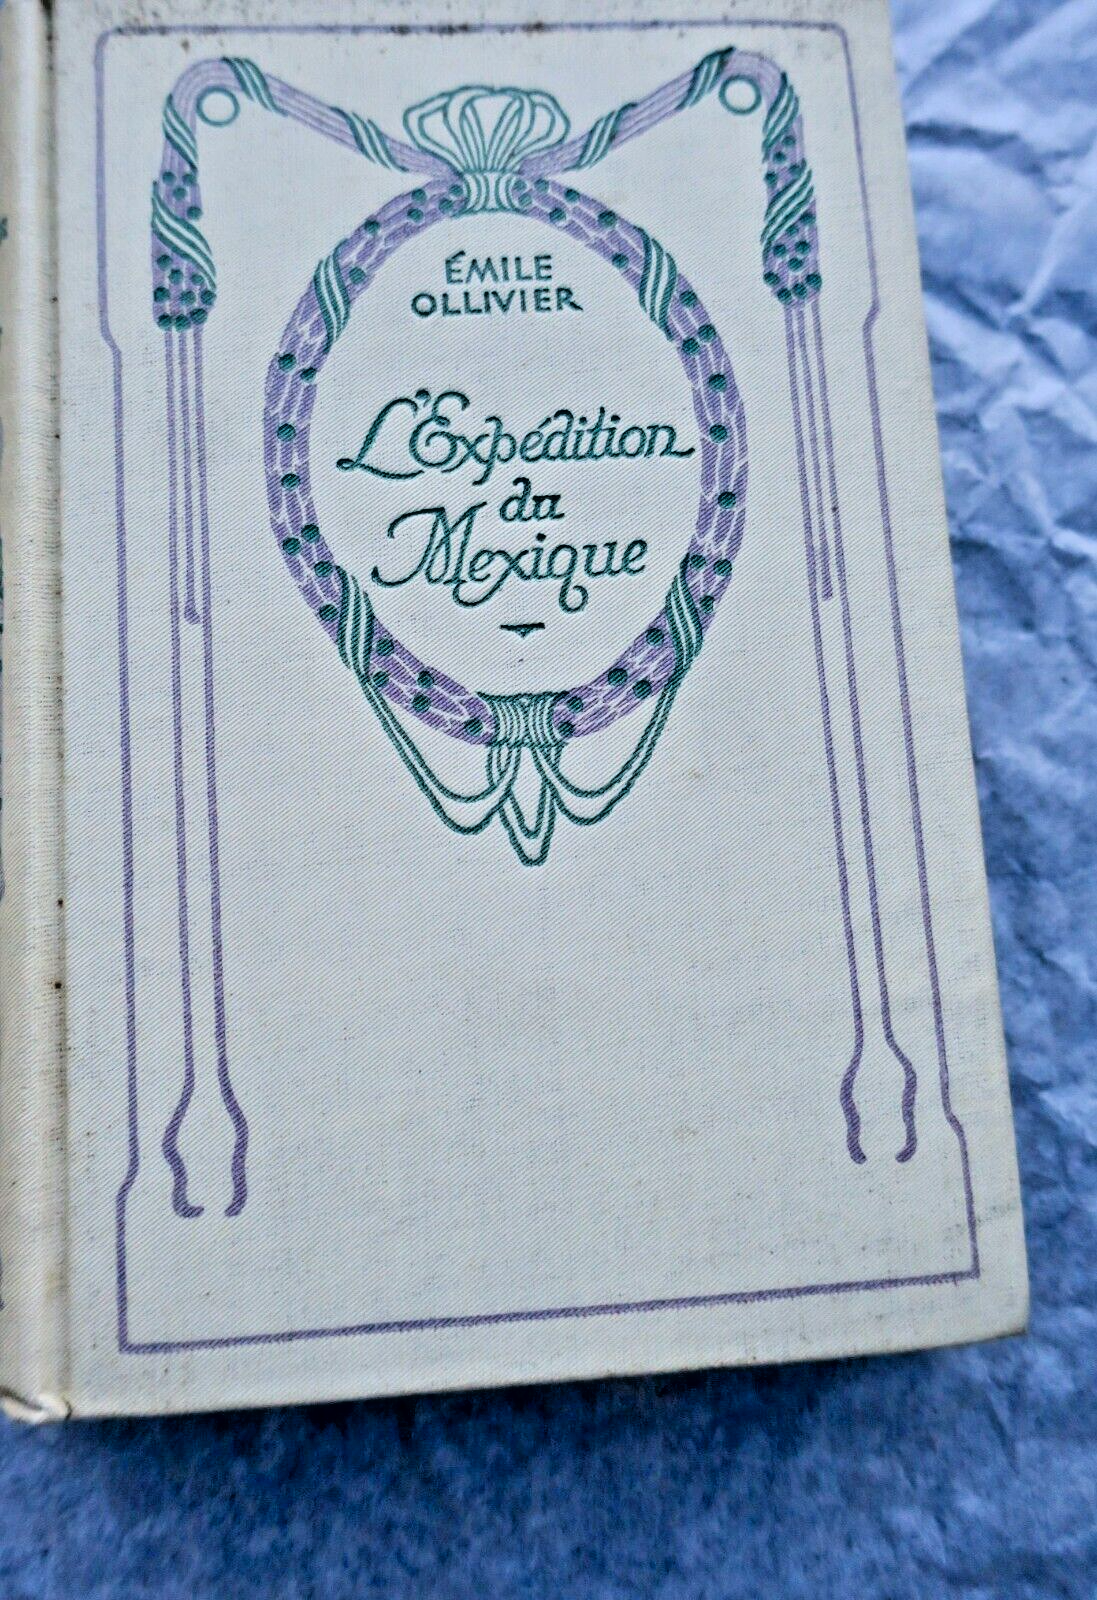 ÉMILE
OLLIVIER
L'Expédition
du
Mexique